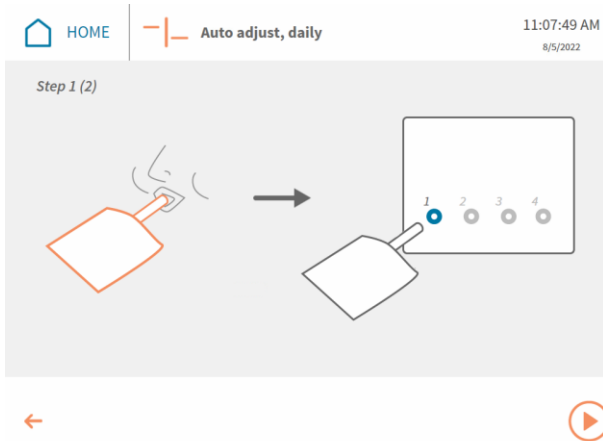 HOME
Auto adjust, daily
11:07:49 AM
8/5/2022
Step 1 (2)
1 2 3 4